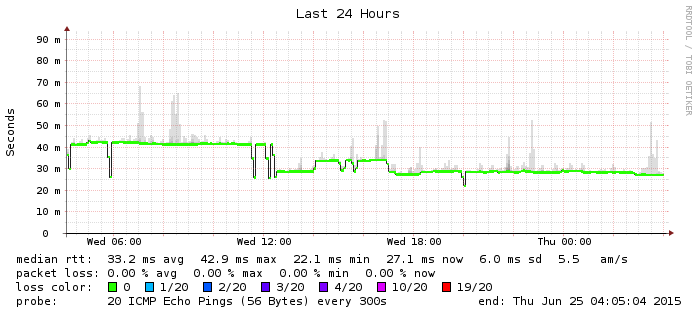 Last 24 Hours
RRDTOOL / TOBI OETIKER
Seconds
90 m
80 m
70 m
60 m
50 m
40 m
30 m
20 m
10 m
0
Wed 06:00 Wed 12:00 Wed 18:00 Thu 00:00
median rtt: 33.2 ms avg 42.9 ms max 22.1 ms min 27.1 ms now 6.0 ms sd 5.5 am/s
packet loss: 0.00 % avg 0.00 % max 0.00 % min 0.00 % now
loss color: 0 1/20 2/20 3/20 4/20 10/20 19/20
probe: 20 ICMP Echo Pings (56 Bytes) every 300s end: Thu Jun 25 04:05:04 2015